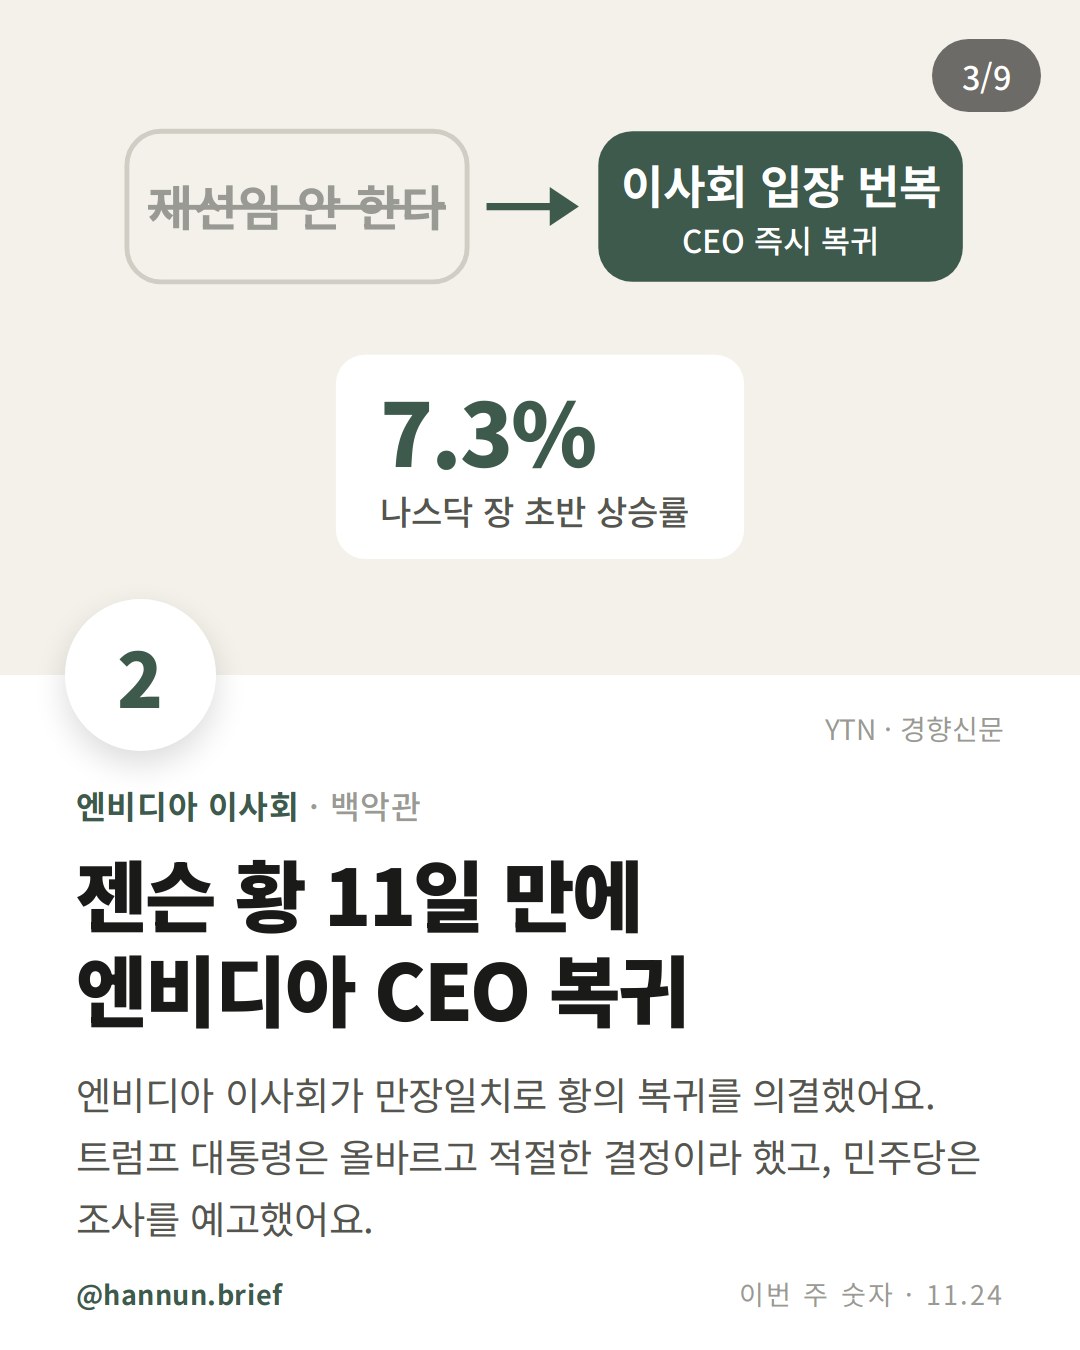 3/9
재선임 안 한다
이사회 입장 번복
CEO 즉시 복귀
7.3%
나스닥 장 초반 상승률
2
YTN · 경향신문
엔비디아 이사회 · 백악관
젠슨 황 11일 만에
엔비디아 CEO 복귀
엔비디아 이사회가 만장일치로 황의 복귀를 의결했어요.
트럼프 대통령은 올바르고 적절한 결정이라 했고, 민주당은
조사를 예고했어요.
@hannun.brief
이번 주 숫자 · 11.24